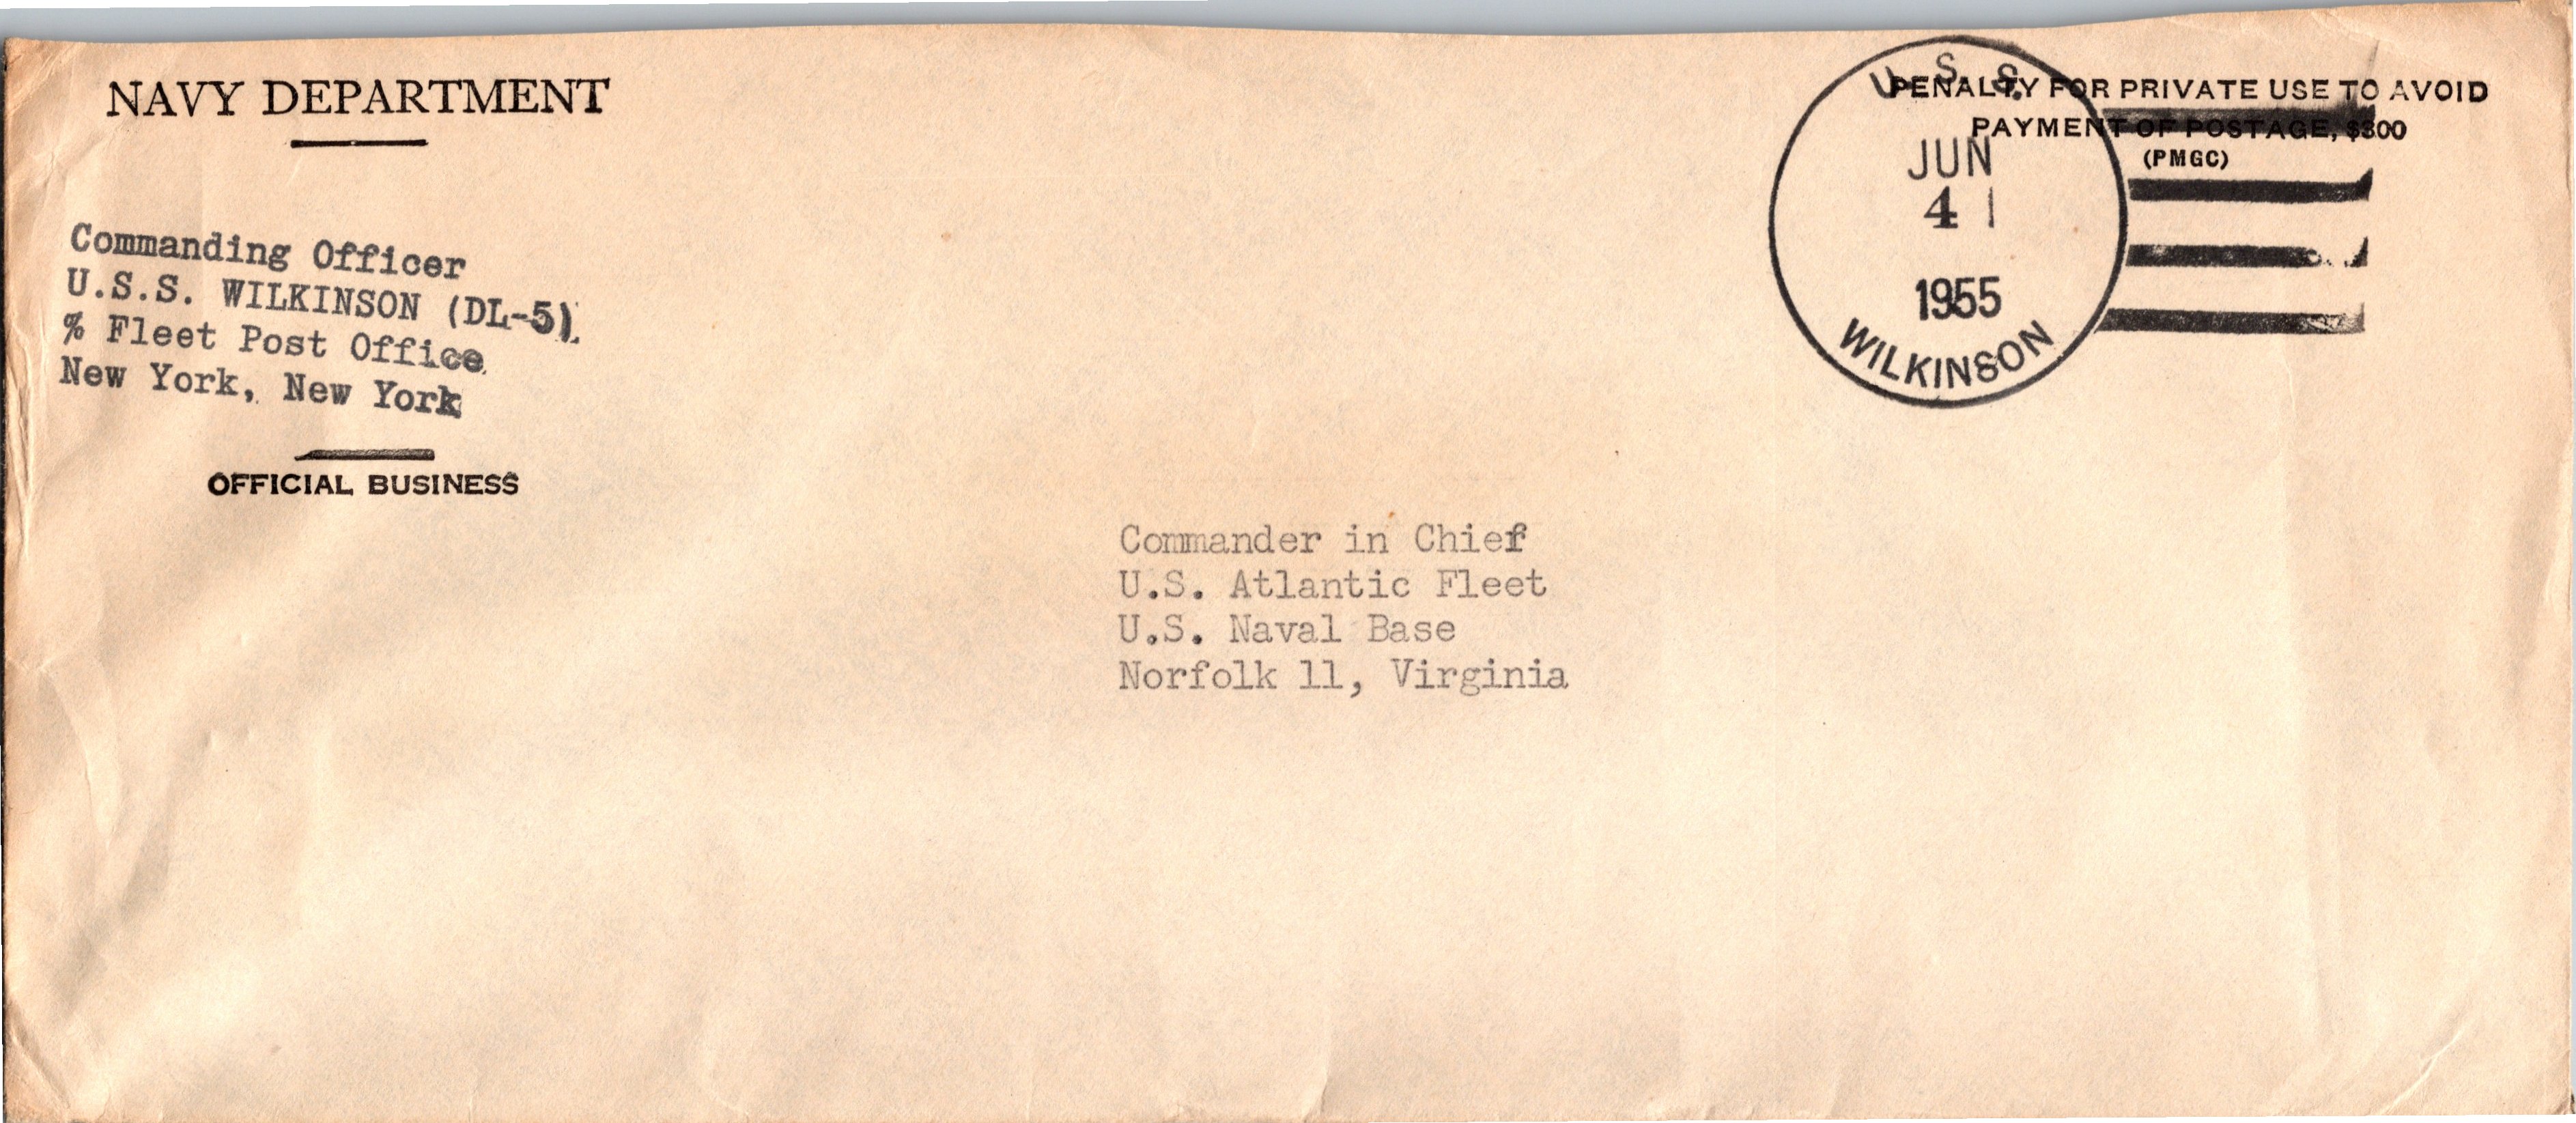 NAVY DEPARTMENT
Commanding Officer
U.S.S. WILKINSON (DL-5)
% Fleet Post Office
New York, New York
OFFICIAL BUSINESS
U. S. S.
JUN
4 1
1955
WILKINSON
PENALTY FOR PRIVATE USE TO AVOID
PAYMENT OF POSTAGE, $300
(PMGC)
Commander in Chief
U.S. Atlantic Fleet
U.S. Naval Base
Norfolk 11, Virginia